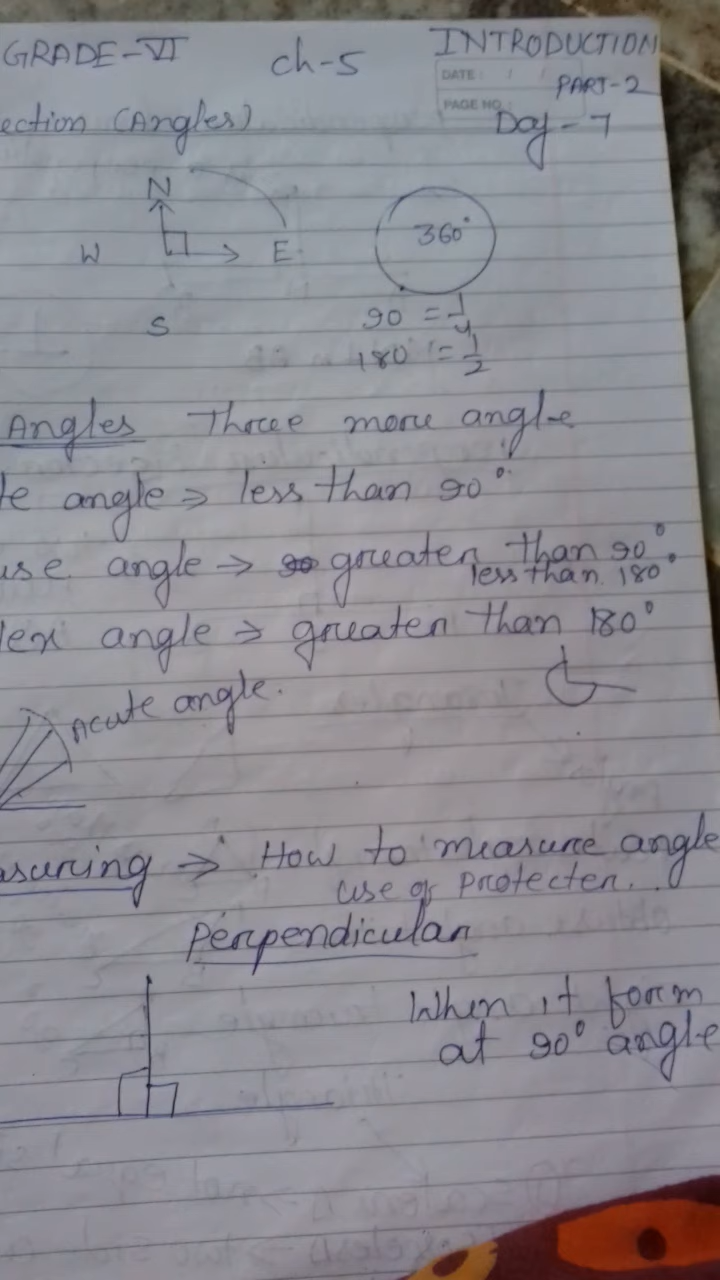 GRADE-VI ch-5 INTRODUCTION
DATE: / /
PART-2
PAGE NO.:
ection (Angles) Day-7
N
W E
360°
S
90 = 1/4
180 = 1/2
Angles Three more angle
te angle => less than 90°
use angle -> greater than 90°
less than 180°
lex angle => greater than 180°
Acute angle.
asuring -> How to measure angle
use of protecter..
Perpendicular
When it form
at 90° angle